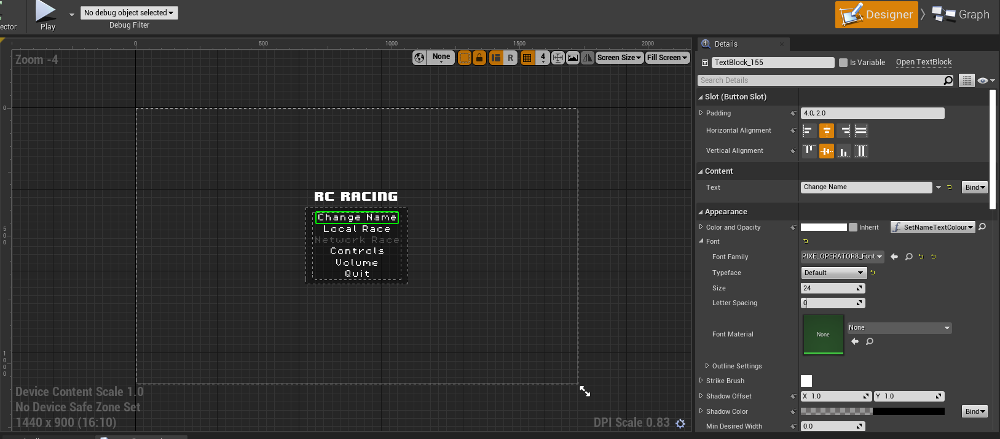 ector
Play
No debug object selected
Debug Filter
Designer
Graph
0
500
1000
1500
2000
Zoom -4
None
R
4
Screen Size
Fill Screen
0
500
1000
RC RACING
Change Name
Local Race
Network Race
Controls
Volume
Quit
Device Content Scale 1.0
No Device Safe Zone Set
1440 x 900 (16:10)
DPI Scale 0.83
Details
TextBlock_155
Is Variable
Open TextBlock
Search Details
Slot (Button Slot)
Padding
4.0, 2.0
Horizontal Alignment
Vertical Alignment
Content
Text
Change Name
Bind
Appearance
Color and Opacity
Inherit
SetNameTextColour
Font
Font Family
PIXELOPERATOR8_Font
Typeface
Default
Size
24
Letter Spacing
0
Font Material
None
None
Outline Settings
Strike Brush
Shadow Offset
X 1.0
Y 1.0
Shadow Color
Bind
Min Desired Width
0.0